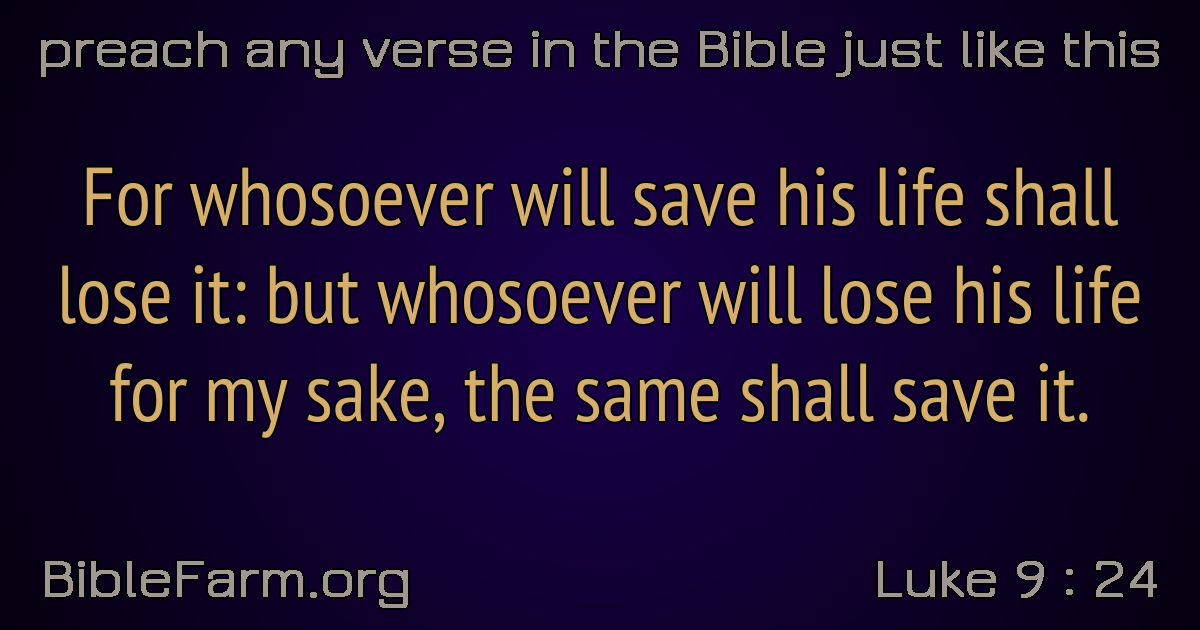 preach any verse in the Bible just like this
For whosoever will save his life shall
lose it: but whosoever will lose his life
for my sake, the same shall save it.
BibleFarm.org
Luke 9 : 24